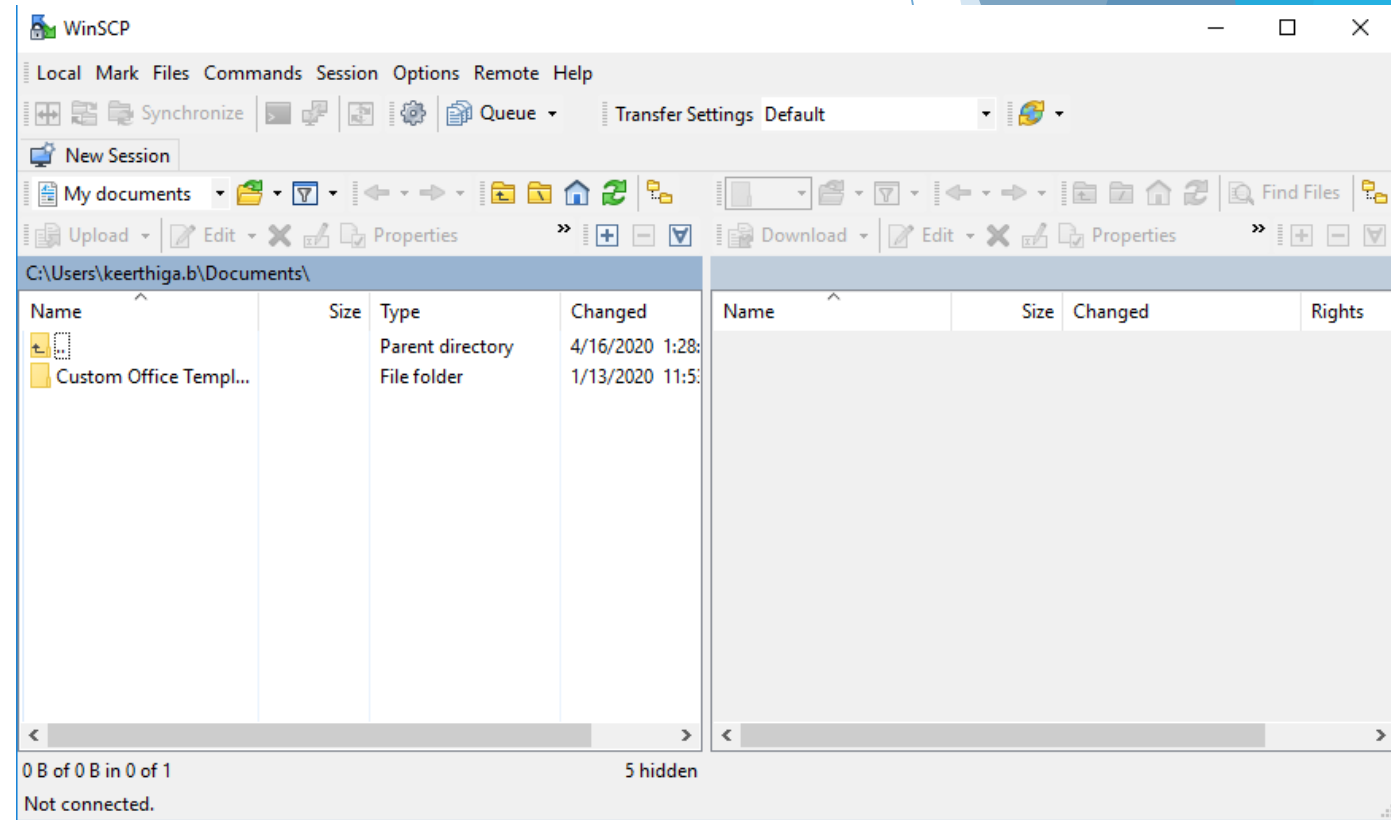 WinSCP
Local Mark Files Commands Session Options Remote Help
Synchronize Queue Transfer Settings Default
New Session
My documents Find Files
Upload Edit Properties » Download Edit Properties »
C:\Users\keerthiga.b\Documents\
Name Size Type Changed Name Size Changed Rights
.. Parent directory 4/16/2020 1:28:
Custom Office Templ... File folder 1/13/2020 11:5
0 B of 0 B in 0 of 1 5 hidden
Not connected.